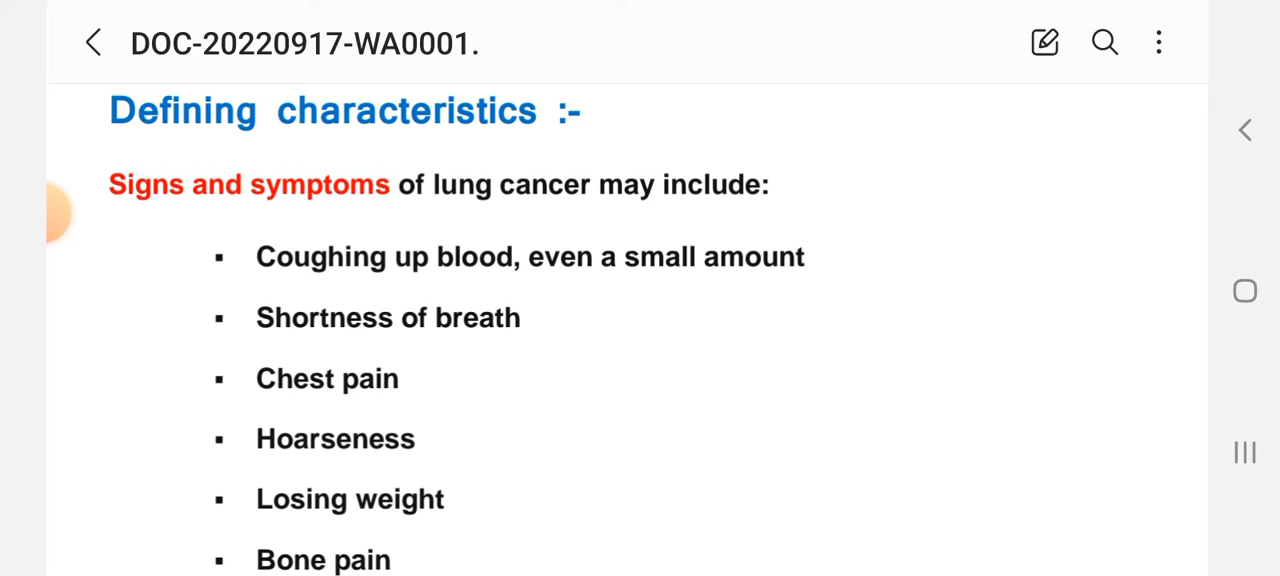 DOC-20220917-WA0001.
Defining characteristics :-
Signs and symptoms of lung cancer may include:
▪ Coughing up blood, even a small amount
▪ Shortness of breath
▪ Chest pain
▪ Hoarseness
▪ Losing weight
▪ Bone pain